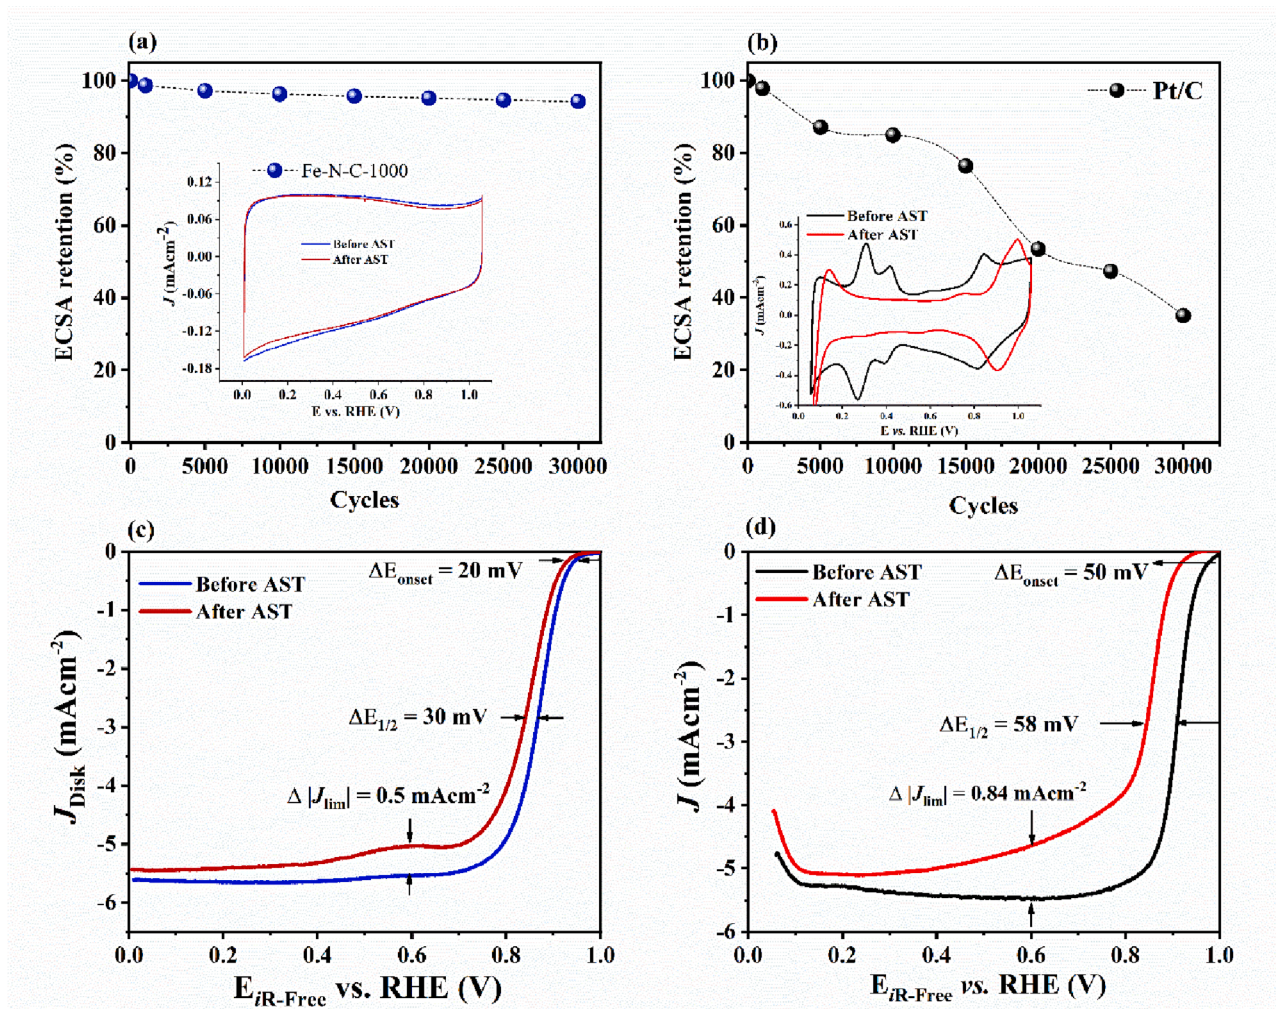 (a)
ECSA retention (%)
100
80
60
40
20
0
Fe-N-C-1000
J (mAcm-2)
0.12
0.06
0.00
-0.06
-0.12
-0.18
Before AST
After AST
0.0 0.2 0.4 0.6 0.8 1.0
E vs. RHE (V)
0 5000 10000 15000 20000 25000 30000
Cycles
(b)
ECSA retention (%)
100
80
60
40
20
0
Pt/C
J (mAcm-2)
0.6
0.4
0.2
0.0
-0.2
-0.4
-0.6
Before AST
After AST
0.0 0.2 0.4 0.6 0.8 1.0
E vs. RHE (V)
0 5000 10000 15000 20000 25000 30000
Cycles
(c)
JDisk (mAcm-2)
0
-1
-2
-3
-4
-5
-6
Before AST
After AST
ΔEonset = 20 mV
ΔE1/2 = 30 mV
Δ |Jlim| = 0.5 mAcm-2
0.0 0.2 0.4 0.6 0.8 1.0
EiR-Free vs. RHE (V)
(d)
J (mAcm-2)
0
-1
-2
-3
-4
-5
-6
Before AST
After AST
ΔEonset = 50 mV
ΔE1/2 = 58 mV
Δ |Jlim| = 0.84 mAcm-2
0.0 0.2 0.4 0.6 0.8 1.0
EiR-Free vs. RHE (V)